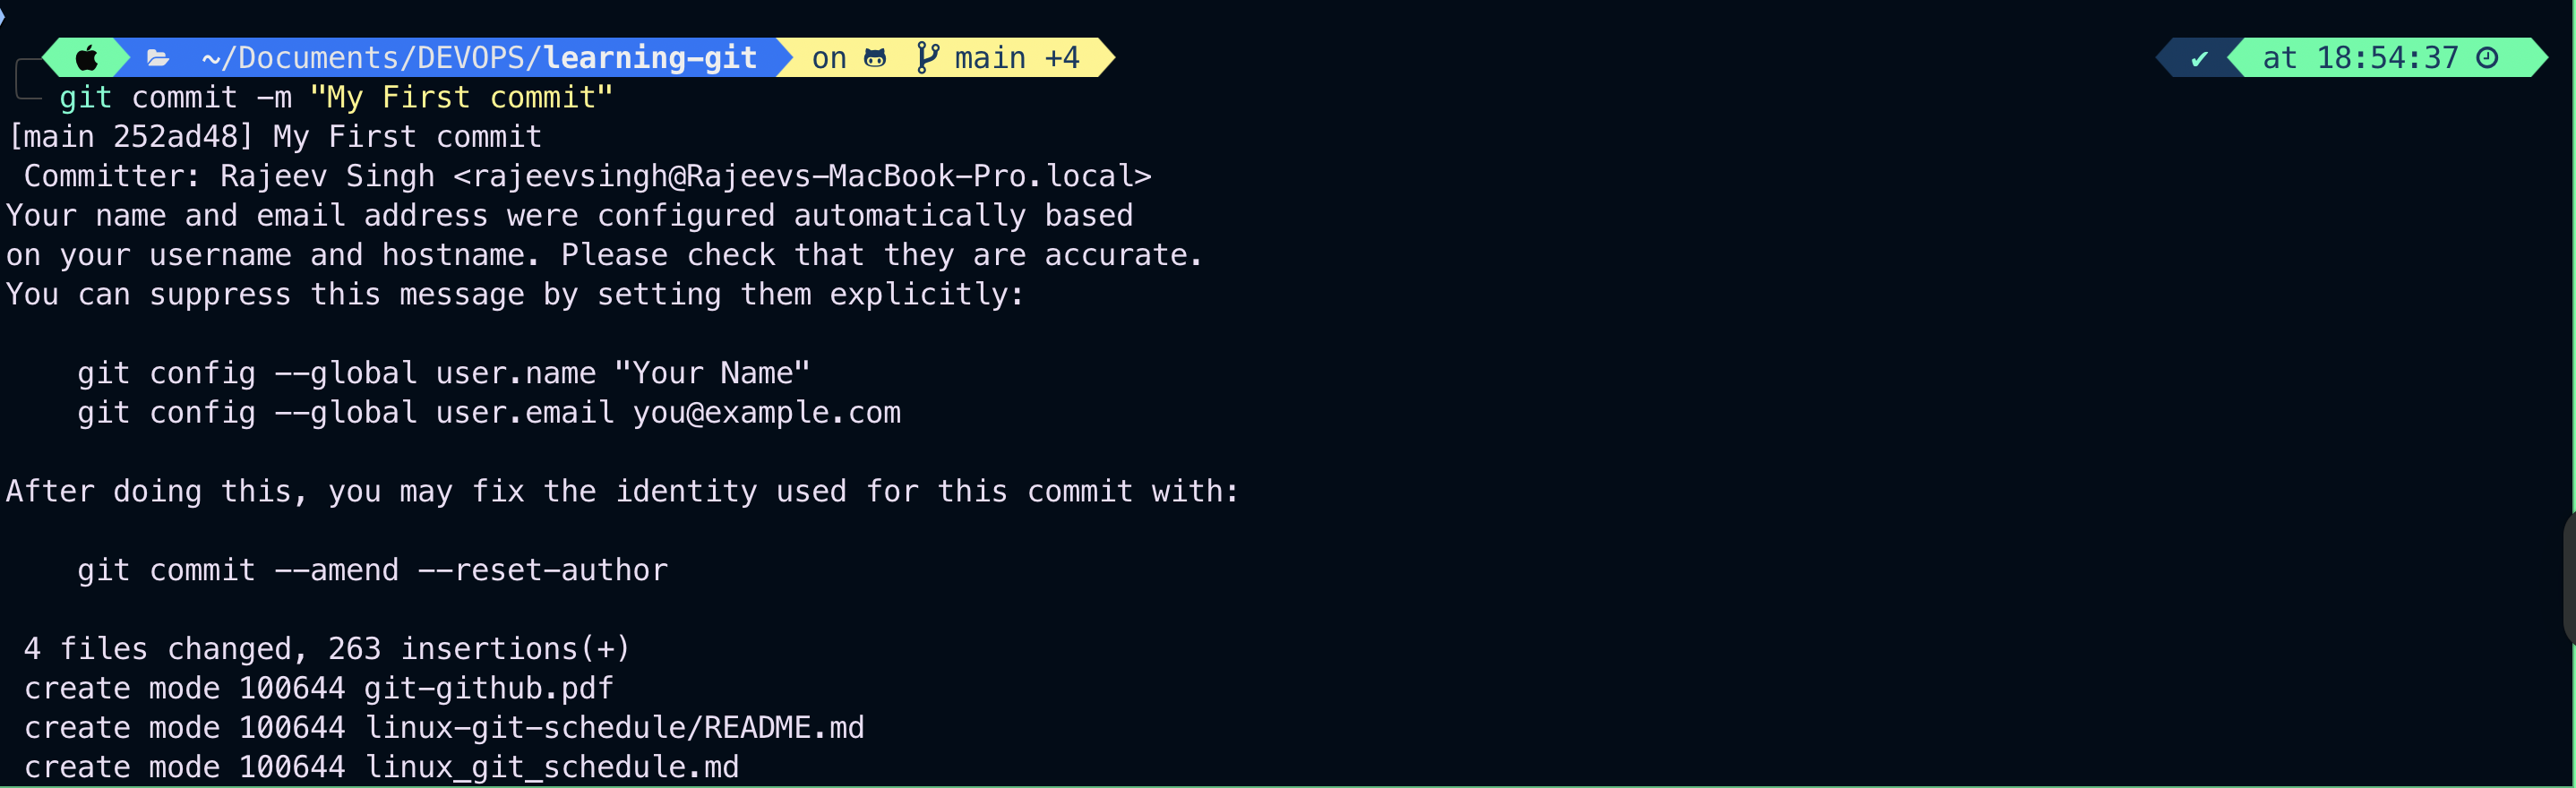 ~/Documents/DEVOPS/learning-git on main +4 ✔ at 18:54:37
git commit -m "My First commit"
[main 252ad48] My First commit
 Committer: Rajeev Singh <rajeevsingh@Rajeevs-MacBook-Pro.local>
Your name and email address were configured automatically based
on your username and hostname. Please check that they are accurate.
You can suppress this message by setting them explicitly:

    git config --global user.name "Your Name"
    git config --global user.email you@example.com

After doing this, you may fix the identity used for this commit with:

    git commit --amend --reset-author

 4 files changed, 263 insertions(+)
 create mode 100644 git-github.pdf
 create mode 100644 linux-git-schedule/README.md
 create mode 100644 linux_git_schedule.md